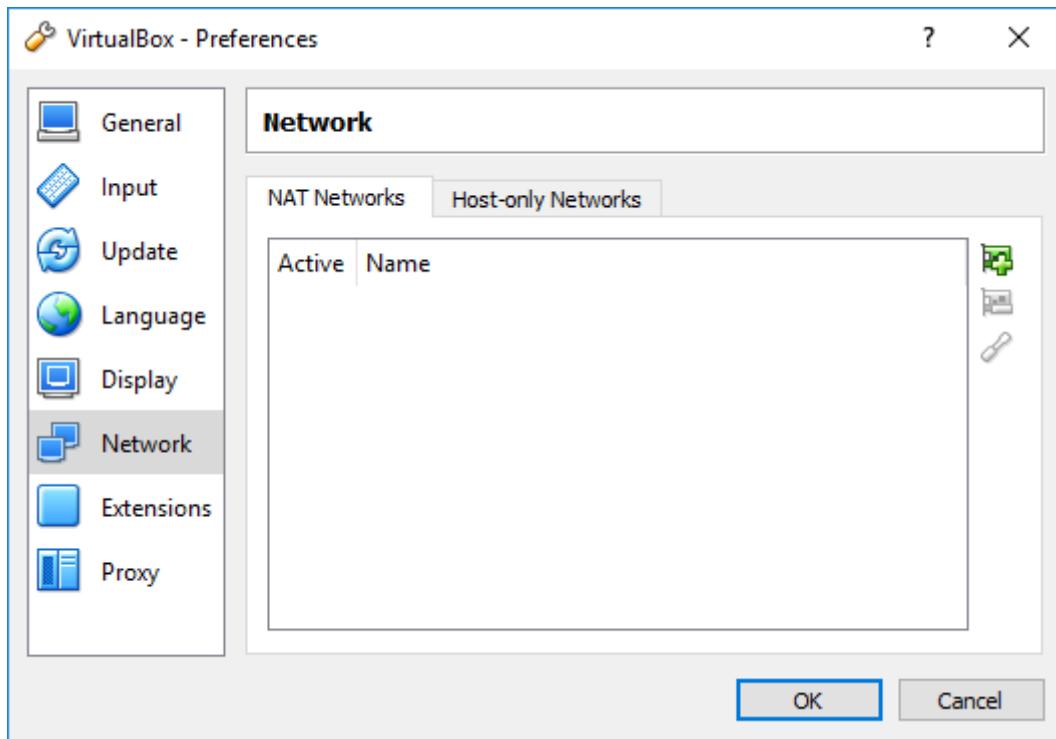 VirtualBox - Preferences
?
General
Input
Update
Language
Display
Network
Extensions
Proxy
Network
NAT Networks
Host-only Networks
Active Name
OK
Cancel